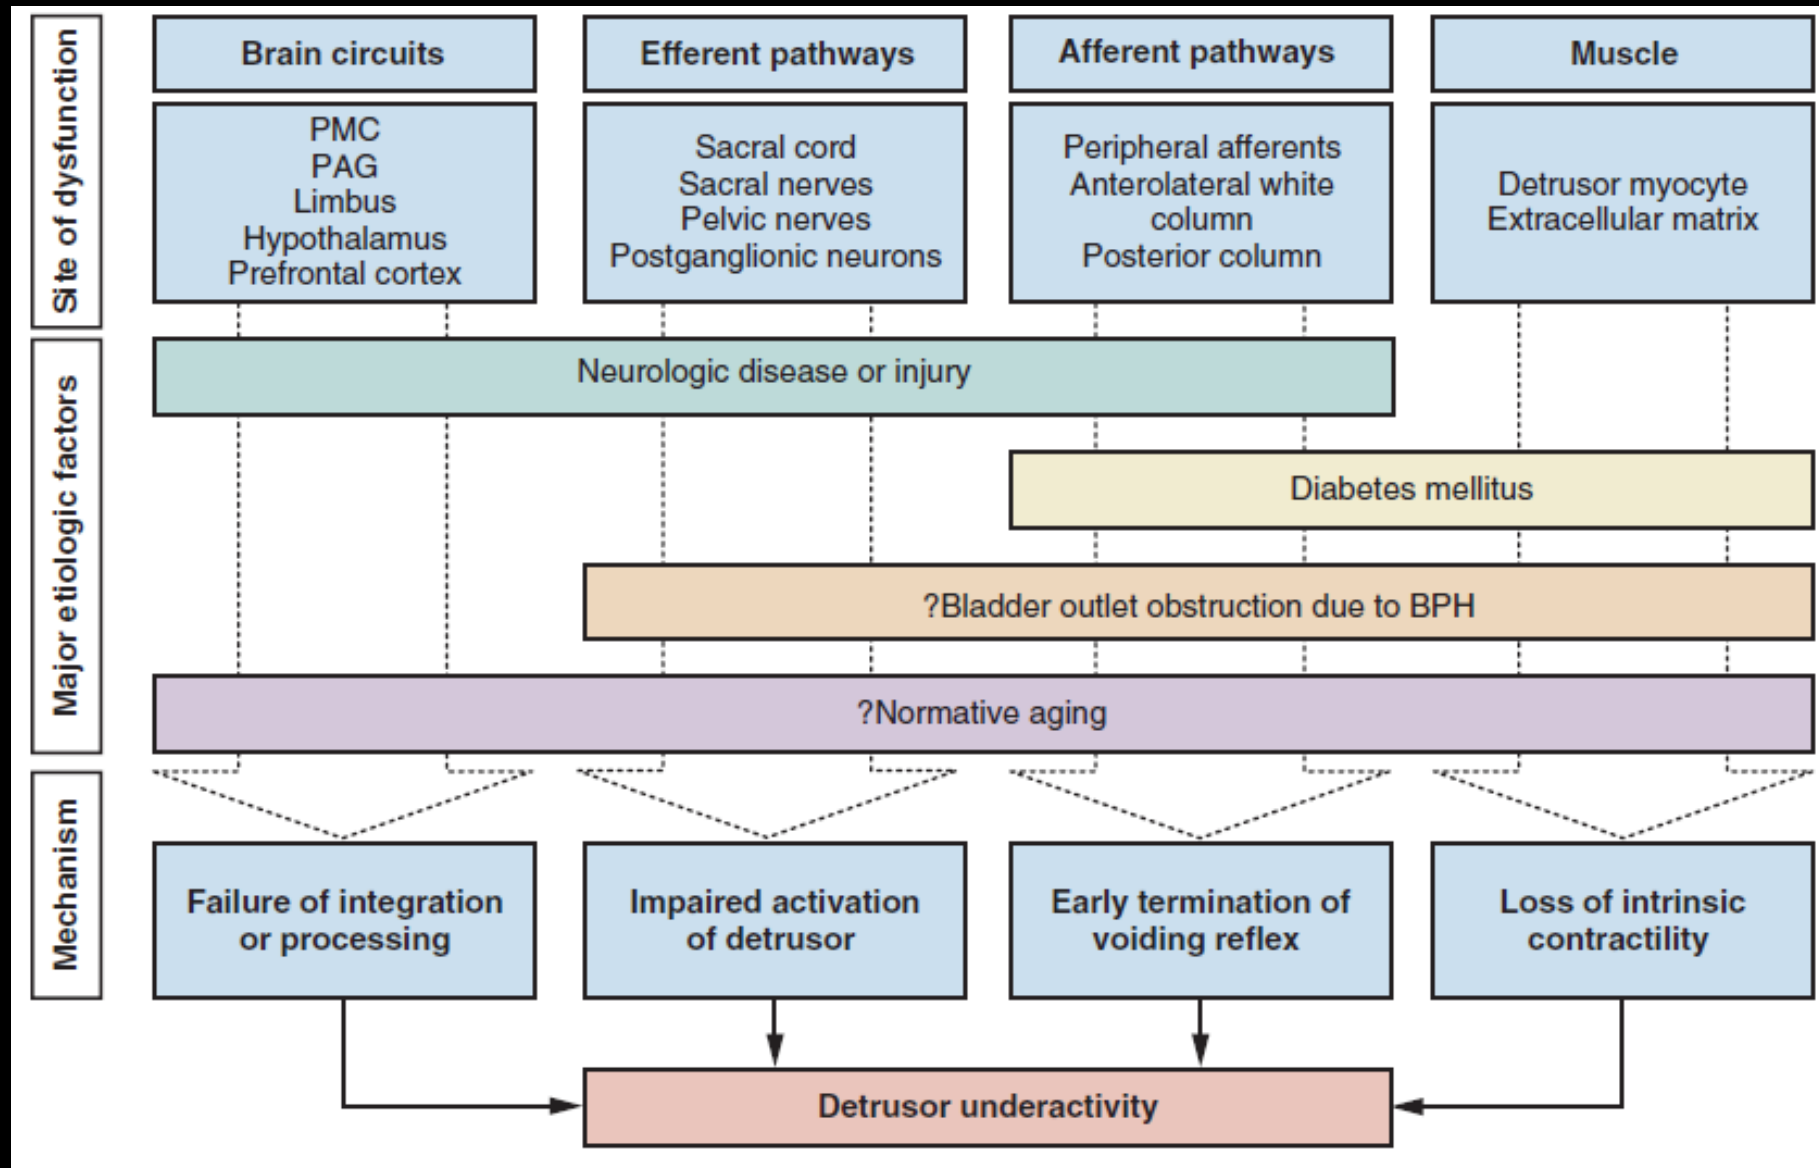 Site of dysfunction
Brain circuits
Efferent pathways
Afferent pathways
Muscle
PMC
PAG
Limbus
Hypothalamus
Prefrontal cortex
Sacral cord
Sacral nerves
Pelvic nerves
Postganglionic neurons
Peripheral afferents
Anterolateral white
column
Posterior column
Detrusor myocyte
Extracellular matrix
Major etiologic factors
Neurologic disease or injury
Diabetes mellitus
?Bladder outlet obstruction due to BPH
?Normative aging
Mechanism
Failure of integration
or processing
Impaired activation
of detrusor
Early termination of
voiding reflex
Loss of intrinsic
contractility
Detrusor underactivity